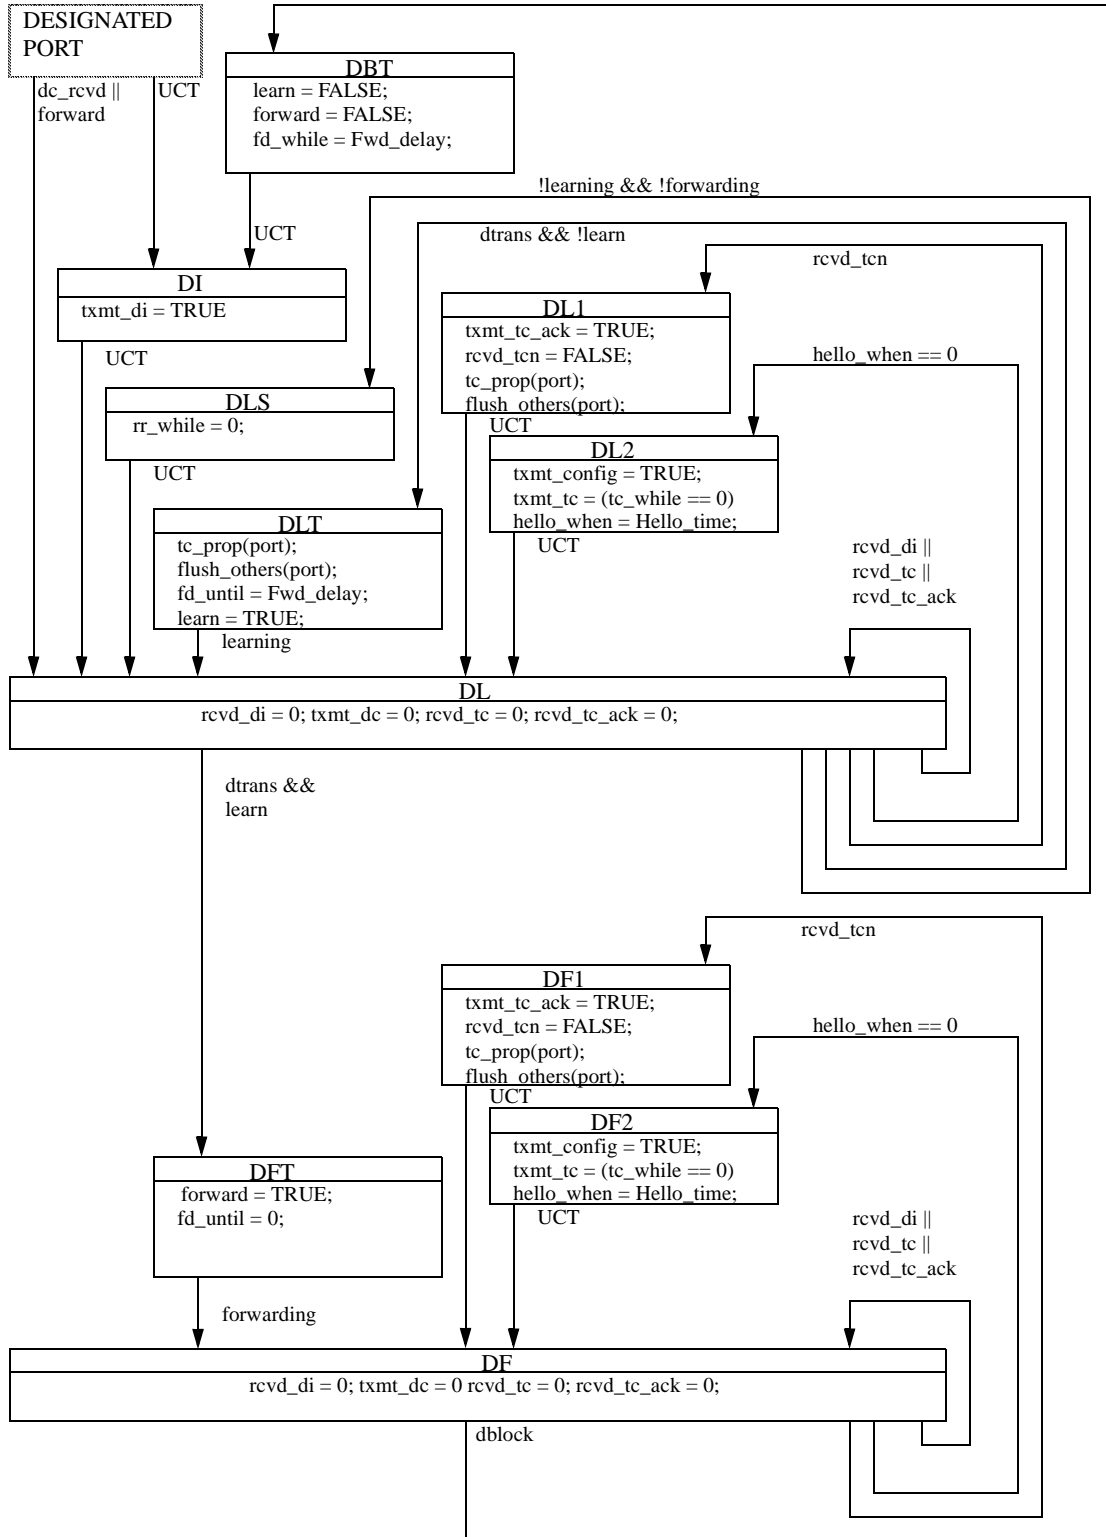 DESIGNATED
PORT
dc_rcvd ||
forward
UCT
DBT
learn = FALSE;
forward = FALSE;
fd_while = Fwd_delay;
UCT
!learning && !forwarding
dtrans && !learn
rcvd_tcn
DI
txmt_di = TRUE
UCT
DL1
txmt_tc_ack = TRUE;
rcvd_tcn = FALSE;
tc_prop(port);
flush_others(port);
UCT
hello_when == 0
DLS
rr_while = 0;
UCT
DL2
txmt_config = TRUE;
txmt_tc = (tc_while == 0)
hello_when = Hello_time;
UCT
DLT
tc_prop(port);
flush_others(port);
fd_until = Fwd_delay;
learn = TRUE;
learning
rcvd_di ||
rcvd_tc ||
rcvd_tc_ack
DL
rcvd_di = 0; txmt_dc = 0; rcvd_tc = 0; rcvd_tc_ack = 0;
dtrans &&
learn
rcvd_tcn
DF1
txmt_tc_ack = TRUE;
rcvd_tcn = FALSE;
tc_prop(port);
flush_others(port);
UCT
hello_when == 0
DF2
txmt_config = TRUE;
txmt_tc = (tc_while == 0)
hello_when = Hello_time;
UCT
DFT
forward = TRUE;
fd_until = 0;
forwarding
rcvd_di ||
rcvd_tc ||
rcvd_tc_ack
DF
rcvd_di = 0; txmt_dc = 0 rcvd_tc = 0; rcvd_tc_ack = 0;
dblock